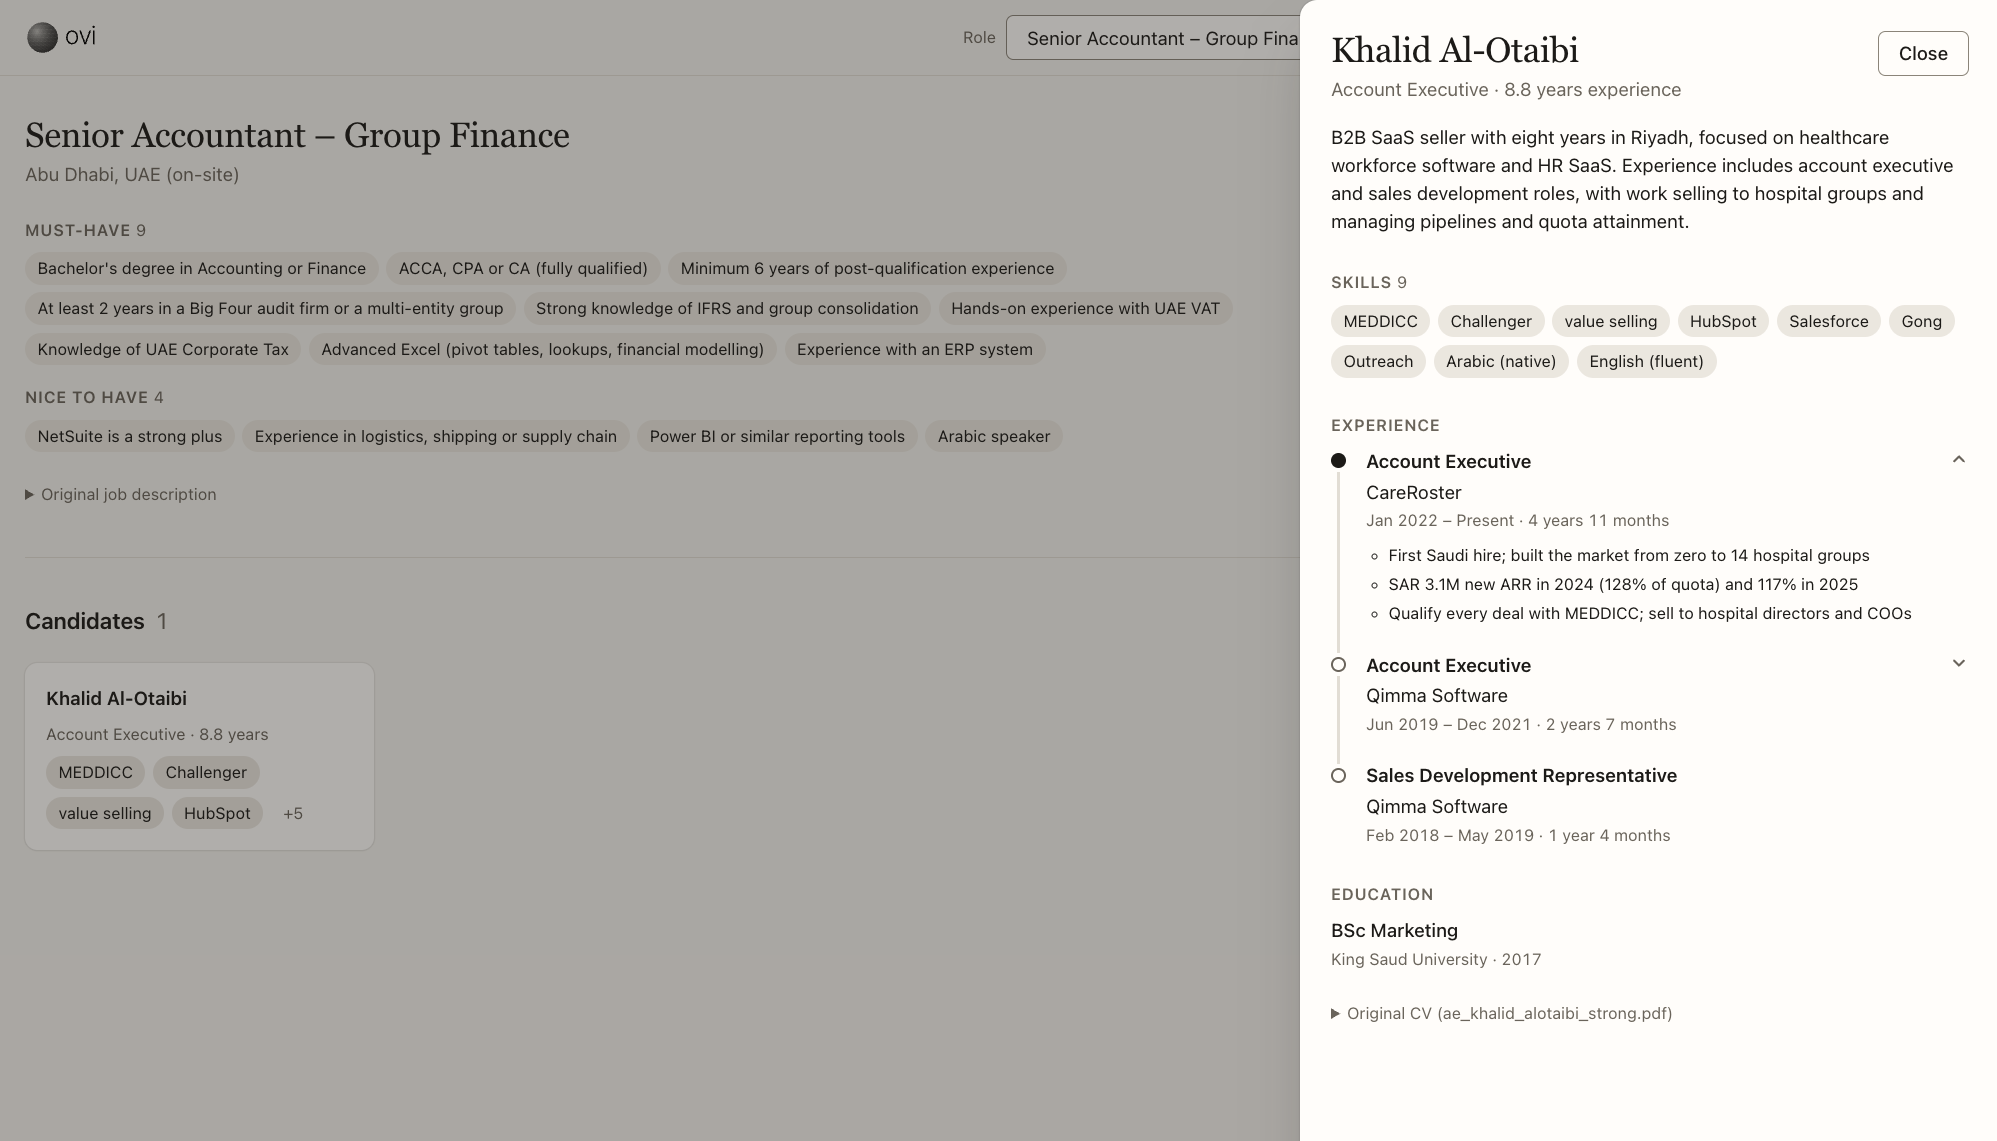 ovi
Role
Senior Accountant – Group Fina
Senior Accountant – Group Finance
Abu Dhabi, UAE (on-site)
MUST-HAVE 9
Bachelor's degree in Accounting or Finance
ACCA, CPA or CA (fully qualified)
Minimum 6 years of post-qualification experience
At least 2 years in a Big Four audit firm or a multi-entity group
Strong knowledge of IFRS and group consolidation
Hands-on experience with UAE VAT
Knowledge of UAE Corporate Tax
Advanced Excel (pivot tables, lookups, financial modelling)
Experience with an ERP system
NICE TO HAVE 4
NetSuite is a strong plus
Experience in logistics, shipping or supply chain
Power BI or similar reporting tools
Arabic speaker
Original job description
Candidates 1
Khalid Al-Otaibi
Account Executive · 8.8 years
MEDDICC
Challenger
value selling
HubSpot
+5
Khalid Al-Otaibi
Close
Account Executive · 8.8 years experience
B2B SaaS seller with eight years in Riyadh, focused on healthcare
workforce software and HR SaaS. Experience includes account executive
and sales development roles, with work selling to hospital groups and
managing pipelines and quota attainment.
SKILLS 9
MEDDICC
Challenger
value selling
HubSpot
Salesforce
Gong
Outreach
Arabic (native)
English (fluent)
EXPERIENCE
Account Executive
CareRoster
Jan 2022 – Present · 4 years 11 months
First Saudi hire; built the market from zero to 14 hospital groups
SAR 3.1M new ARR in 2024 (128% of quota) and 117% in 2025
Qualify every deal with MEDDICC; sell to hospital directors and COOs
Account Executive
Qimma Software
Jun 2019 – Dec 2021 · 2 years 7 months
Sales Development Representative
Qimma Software
Feb 2018 – May 2019 · 1 year 4 months
EDUCATION
BSc Marketing
King Saud University · 2017
Original CV (ae_khalid_alotaibi_strong.pdf)